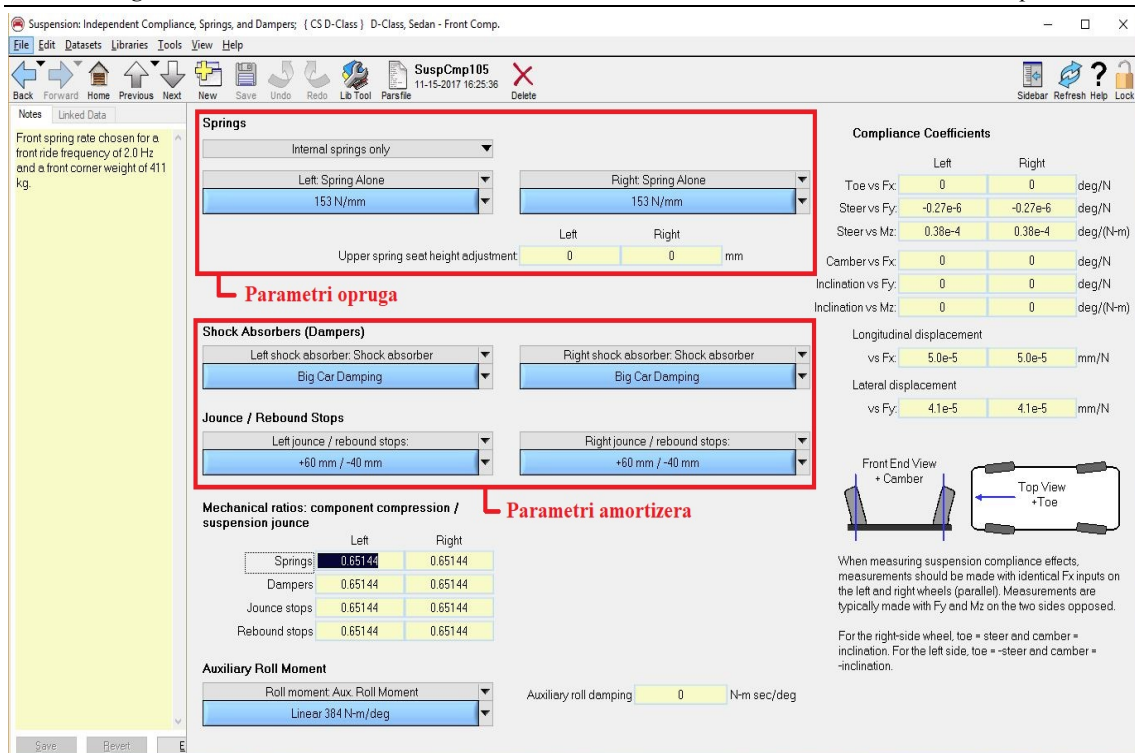 Suspension: Independent Compliance, Springs, and Dampers; { CS D-Class } D-Class, Sedan - Front Comp.
File Edit Datasets Libraries Tools View Help
SuspCmp105
11-15-2017 16:25:36
Back Forward Home Previous Next New Save Undo Redo Lib Tool Parsfile Delete Sidebar Refresh Help Lock
Notes Linked Data
Front spring rate chosen for a
front ride frequency of 2.0 Hz
and a front corner weight of 411
kg.
Springs
Internal springs only
Left: Spring Alone Right: Spring Alone
153 N/mm 153 N/mm
Left Right
Upper spring seat height adjustment: 0 0 mm
Parametri opruga
Shock Absorbers (Dampers)
Left shock absorber: Shock absorber Right shock absorber: Shock absorber
Big Car Damping Big Car Damping
Jounce / Rebound Stops
Left jounce / rebound stops: Right jounce / rebound stops:
+60 mm / -40 mm +60 mm / -40 mm
Parametri amortizera
Mechanical ratios: component compression /
suspension jounce
Left Right
Springs 0.65144 0.65144
Dampers 0.65144 0.65144
Jounce stops 0.65144 0.65144
Rebound stops 0.65144 0.65144
Auxiliary Roll Moment
Roll moment: Aux. Roll Moment
Linear 384 N-m/deg
Auxiliary roll damping 0 N-m sec/deg
Compliance Coefficients
Left Right
Toe vs Fx: 0 0 deg/N
Steer vs Fy: -0.27e-6 -0.27e-6 deg/N
Steer vs Mz: 0.38e-4 0.38e-4 deg/(N-m)
Camber vs Fx: 0 0 deg/N
Inclination vs Fy: 0 0 deg/N
Inclination vs Mz: 0 0 deg/(N-m)
Longitudinal displacement
vs Fx: 5.0e-5 5.0e-5 mm/N
Lateral displacement
vs Fy: 4.1e-5 4.1e-5 mm/N
Front End View
+ Camber
Top View
+Toe
When measuring suspension compliance effects,
measurements should be made with identical Fx inputs on
the left and right wheels (parallel). Measurements are
typically made with Fy and Mz on the two sides opposed.
For the right-side wheel, toe = steer and camber =
inclination. For the left side, toe = -steer and camber =
-inclination.
Save Revert E